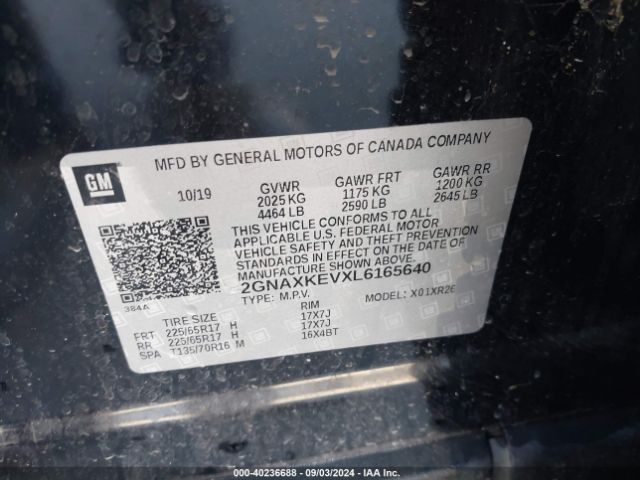 MFD BY GENERAL MOTORS OF CANADA COMPANY
GM
10/19
GVWR GAWR FRT GAWR RR
2025 KG 1175 KG 1200 KG
4464 LB 2590 LB 2645 LB
THIS VEHICLE CONFORMS TO ALL
APPLICABLE U.S. FEDERAL MOTOR
VEHICLE SAFETY AND THEFT PREVENTION
STANDARDS IN EFFECT ON THE DATE OF
MANUFACTURE SHOWN ABOVE.
2GNAXKEVXL6165640
384A
TYPE: M.P.V. MODEL: X01XR26
TIRE SIZE RIM
FRT 225/65R17 H 17X7J
RR 225/65R17 H 17X7J
SPA T135/70R16 M 16X4BT
000-40236688 - 09/03/2024 - IAA Inc.